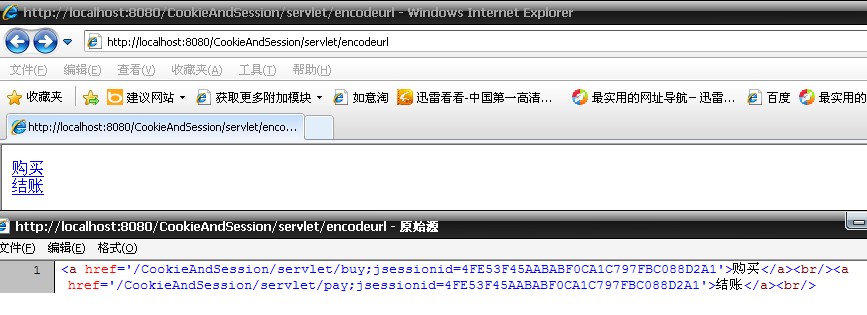 http://localhost:8080/CookieAndSession/servlet/encodeurl - Windows Internet Explorer
http://localhost:8080/CookieAndSession/servlet/encodeurl
文件(F) 编辑(E) 查看(V) 收藏夹(A) 工具(T) 帮助(H)
收藏夹 建议网站 获取更多附加模块 如意淘 迅雷看看-中国第一高清... 最实用的网址导航－迅雷... 百度 最实用的
http://localhost:8080/CookieAndSession/servlet/enco...
购买
结账
http://localhost:8080/CookieAndSession/servlet/encodeurl - 原始源
文件(F) 编辑(E) 格式(O)
1 <a href='/CookieAndSession/servlet/buy;jsessionid=4FE53F45AABABF0CA1C797FBC088D2A1'>购买</a><br/><a
href='/CookieAndSession/servlet/pay;jsessionid=4FE53F45AABABF0CA1C797FBC088D2A1'>结账</a><br/>